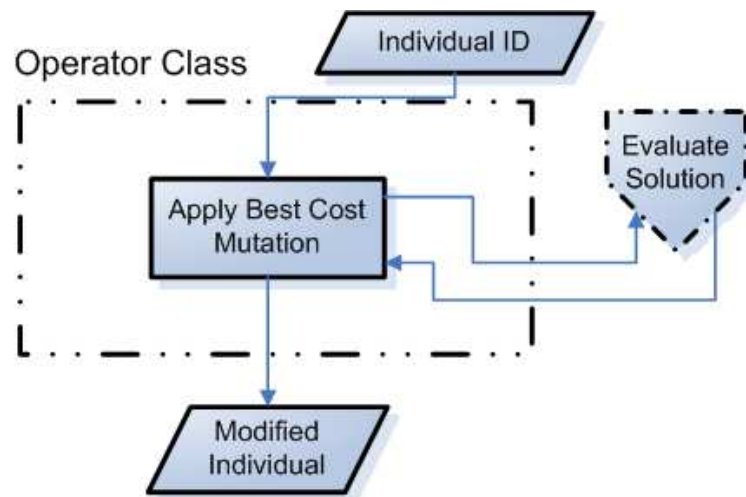 Individual ID
Operator Class
Evaluate
Solution
Apply Best Cost
Mutation
Modified
Individual